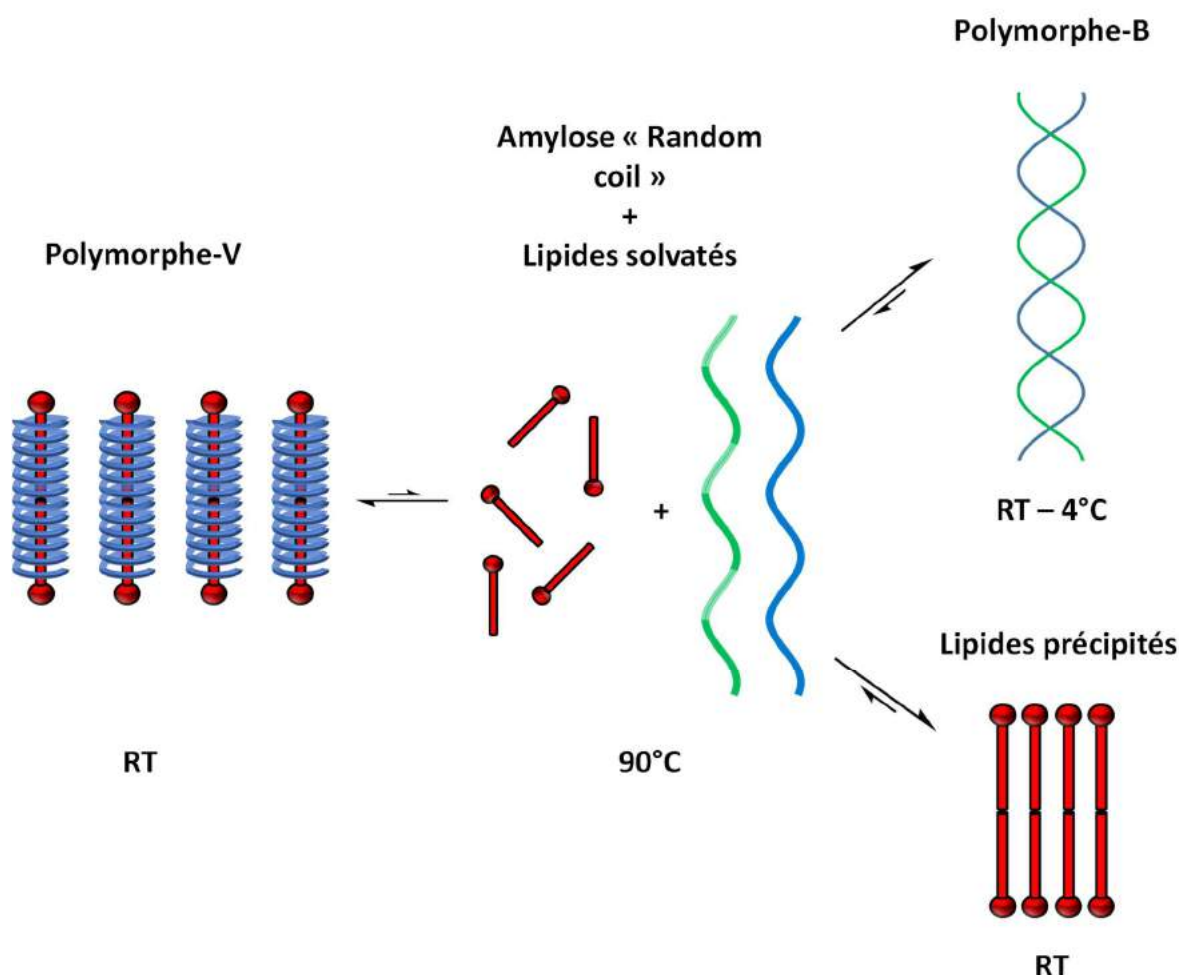 Polymorphe-B
Amylose « Random
coil »
+
Lipides solvatés
Polymorphe-V
+
RT – 4°C
Lipides précipités
RT
90°C
RT